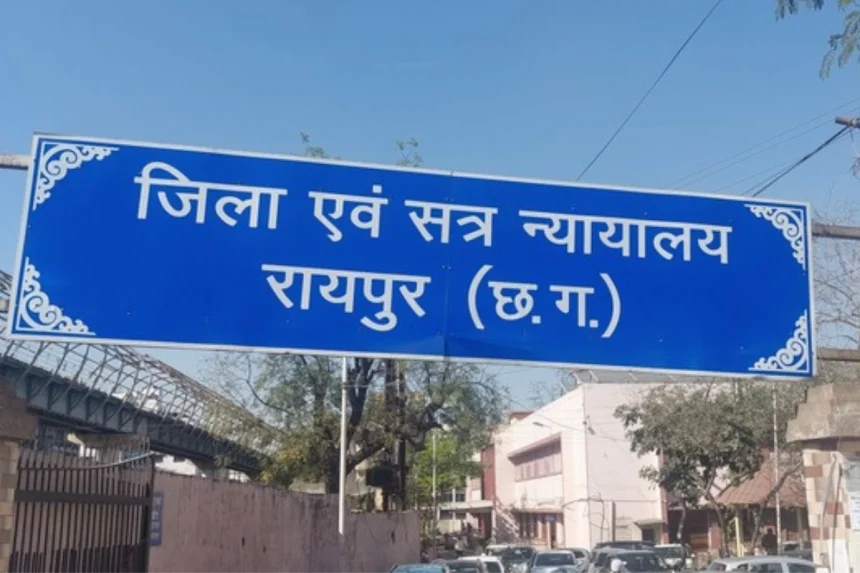 जिला एवं सत्र न्यायालय
रायपुर (छ.ग.)